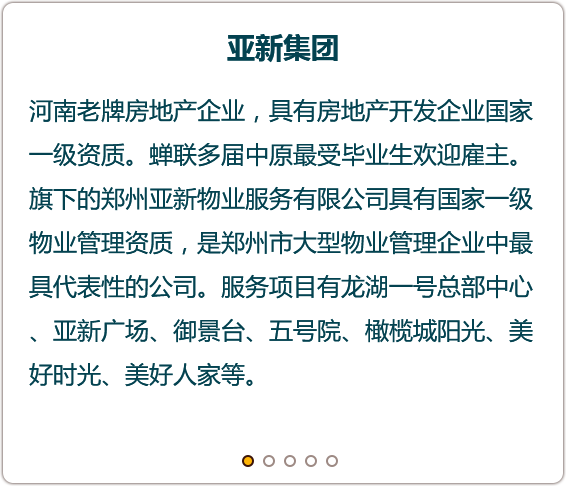 亚新集团
河南老牌房地产企业，具有房地产开发企业国家
一级资质。蝉联多届中原最受毕业生欢迎雇主。
旗下的郑州亚新物业服务有限公司具有国家一级
物业管理资质，是郑州市大型物业管理企业中最
具代表性的公司。服务项目有龙湖一号总部中心
、亚新广场、御景台、五号院、橄榄城阳光、美
好时光、美好人家等。